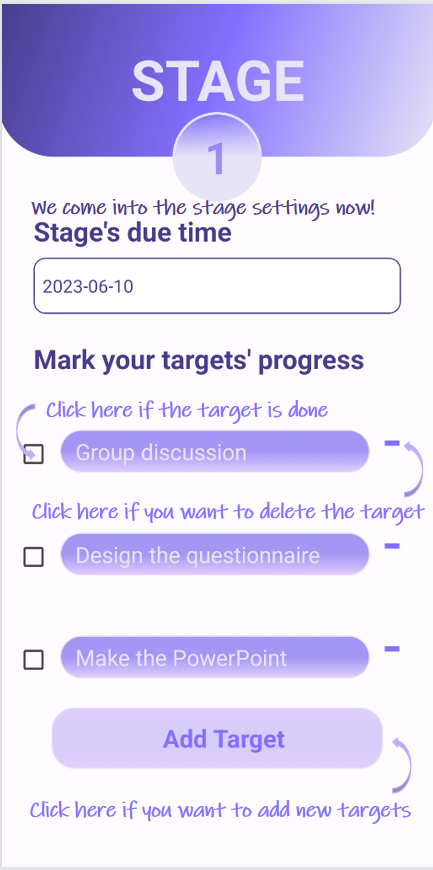 STAGE
1
We come into the stage settings now!
Stage's due time
2023-06-10
Mark your targets' progress
Click here if the target is done
Group discussion
Click here if you want to delete the target
Design the questionnaire
Make the PowerPoint
Add Target
Click here if you want to add new targets